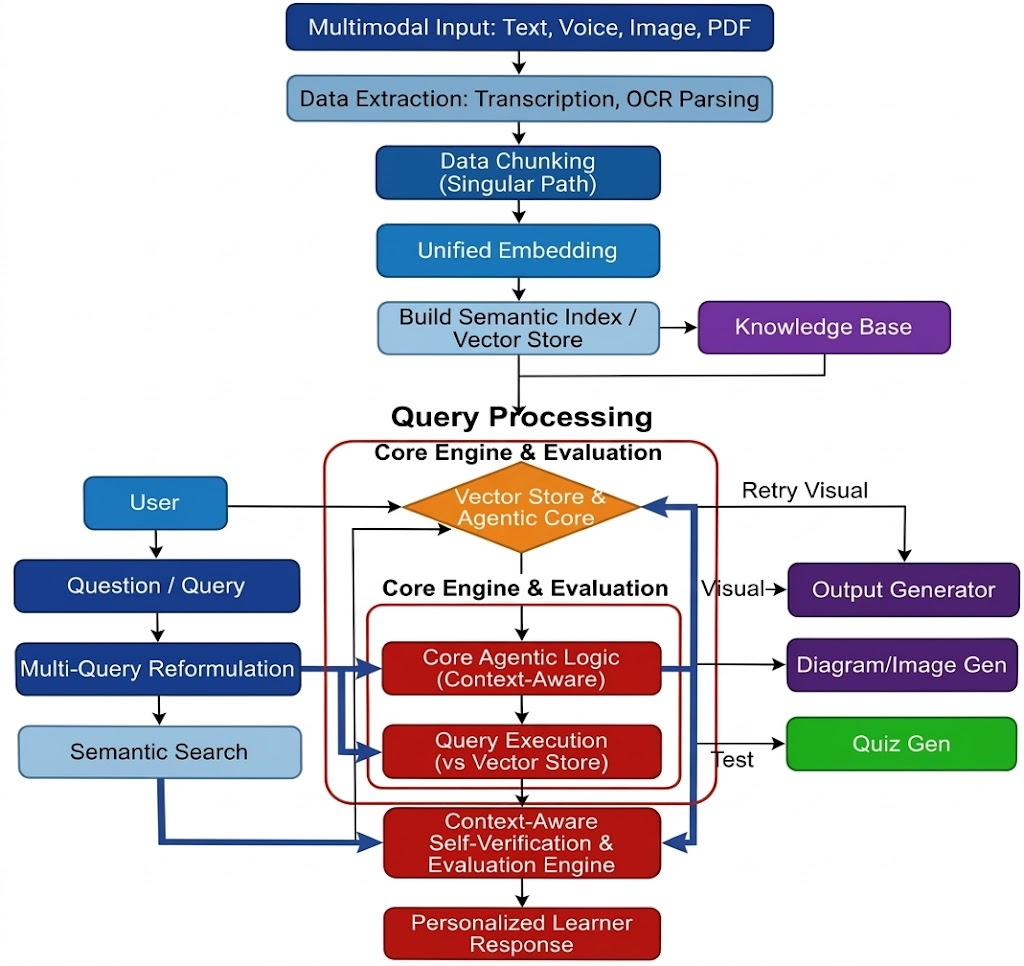 Multimodal Input: Text, Voice, Image, PDF
Data Extraction: Transcription, OCR Parsing
Data Chunking
(Singular Path)
Unified Embedding
Build Semantic Index /
Vector Store
Knowledge Base
Query Processing
Core Engine & Evaluation
Vector Store &
Agentic Core
User
Retry Visual
Question / Query
Core Engine & Evaluation
Visual
Output Generator
Multi-Query Reformulation
Core Agentic Logic
(Context-Aware)
Diagram/Image Gen
Semantic Search
Query Execution
(vs Vector Store)
Test
Quiz Gen
Context-Aware
Self-Verification &
Evaluation Engine
Personalized Learner
Response